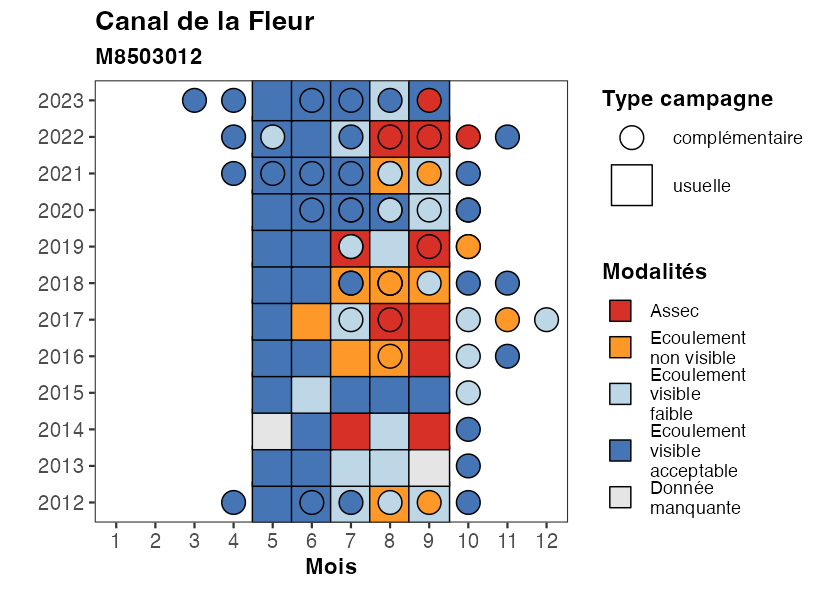 Canal de la Fleur
M8503012
2023
2022
2021
2020
2019
2018
2017
2016
2015
2014
2013
2012
1 2 3 4 5 6 7 8 9 10 11 12
Mois
Type campagne
complémentaire
usuelle
Modalités
Assec
Ecoulement
non visible
Ecoulement
visible
faible
Ecoulement
visible
acceptable
Donnée
manquante